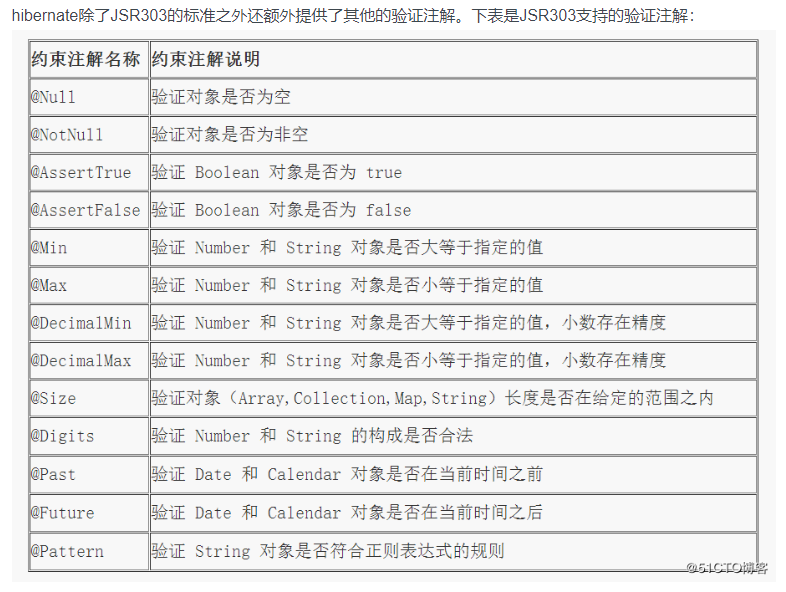 hibernate除了JSR303的标准之外还额外提供了其他的验证注解。下表是JSR303支持的验证注解：
约束注解名称 约束注解说明
@Null 验证对象是否为空
@NotNull 验证对象是否为非空
@AssertTrue 验证 Boolean 对象是否为 true
@AssertFalse 验证 Boolean 对象是否为 false
@Min 验证 Number 和 String 对象是否大等于指定的值
@Max 验证 Number 和 String 对象是否小等于指定的值
@DecimalMin 验证 Number 和 String 对象是否大等于指定的值，小数存在精度
@DecimalMax 验证 Number 和 String 对象是否小等于指定的值，小数存在精度
@Size 验证对象（Array,Collection,Map,String）长度是否在给定的范围之内
@Digits 验证 Number 和 String 的构成是否合法
@Past 验证 Date 和 Calendar 对象是否在当前时间之前
@Future 验证 Date 和 Calendar 对象是否在当前时间之后
@Pattern 验证 String 对象是否符合正则表达式的规则
@51CTO博客